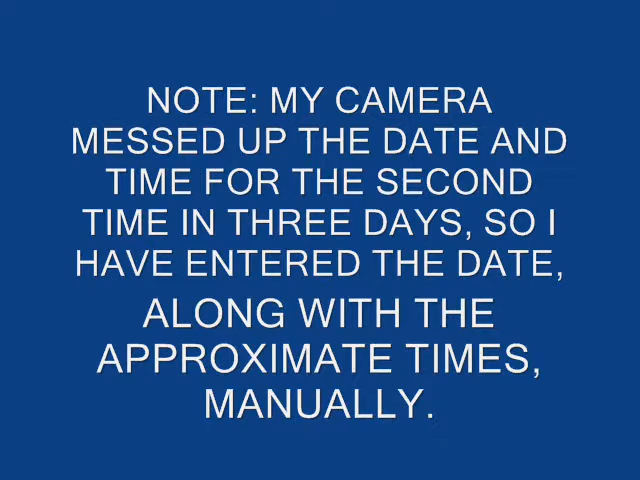 NOTE: MY CAMERA
MESSED UP THE DATE AND
TIME FOR THE SECOND
TIME IN THREE DAYS, SO I
HAVE ENTERED THE DATE,
ALONG WITH THE
APPROXIMATE TIMES,
MANUALLY.